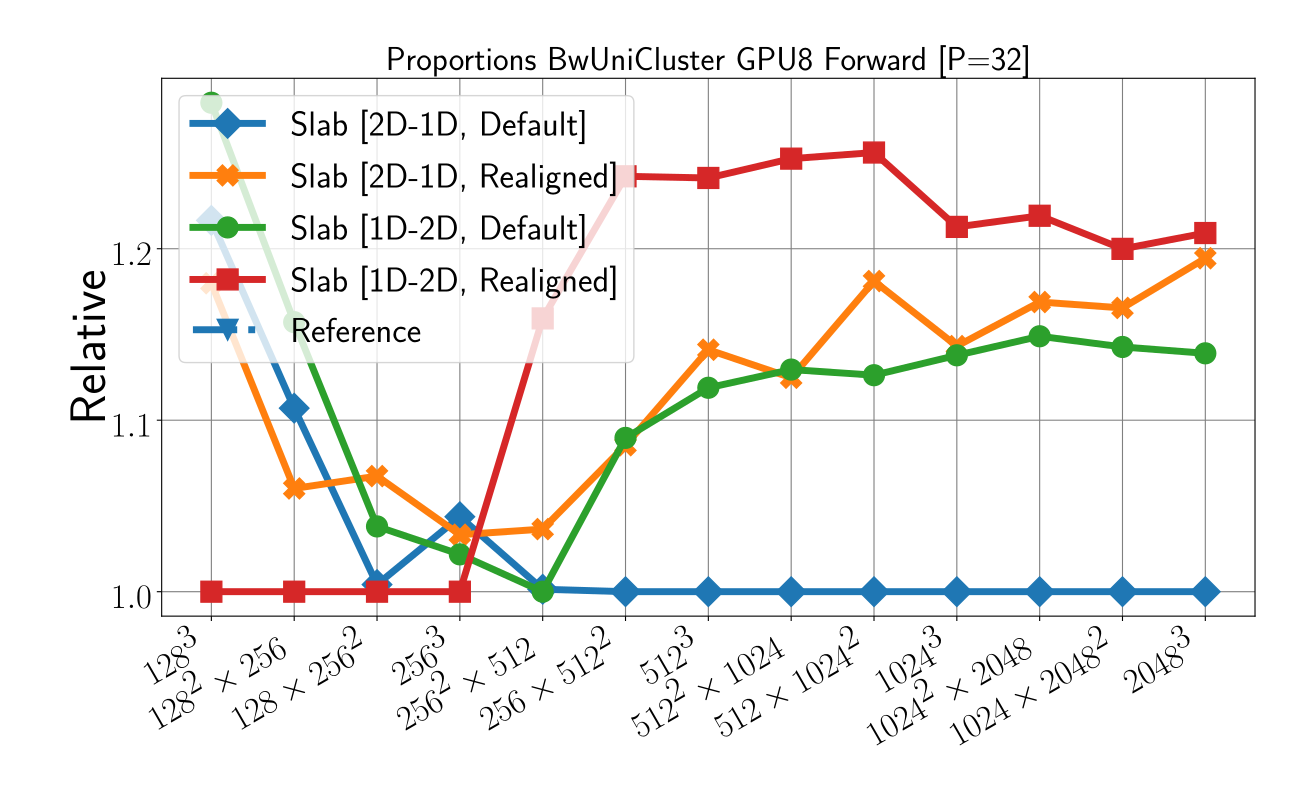 Proportions BwUniCluster GPU8 Forward [P=32]
Slab [2D-1D, Default]
Slab [2D-1D, Realigned]
Slab [1D-2D, Default]
Slab [1D-2D, Realigned]
Reference
Relative
1.2
1.1
1.0
128³
128² × 256
128 × 256²
256³
256² × 512
256 × 512²
512³
512² × 1024
512 × 1024²
1024³
1024² × 2048
1024 × 2048²
2048³